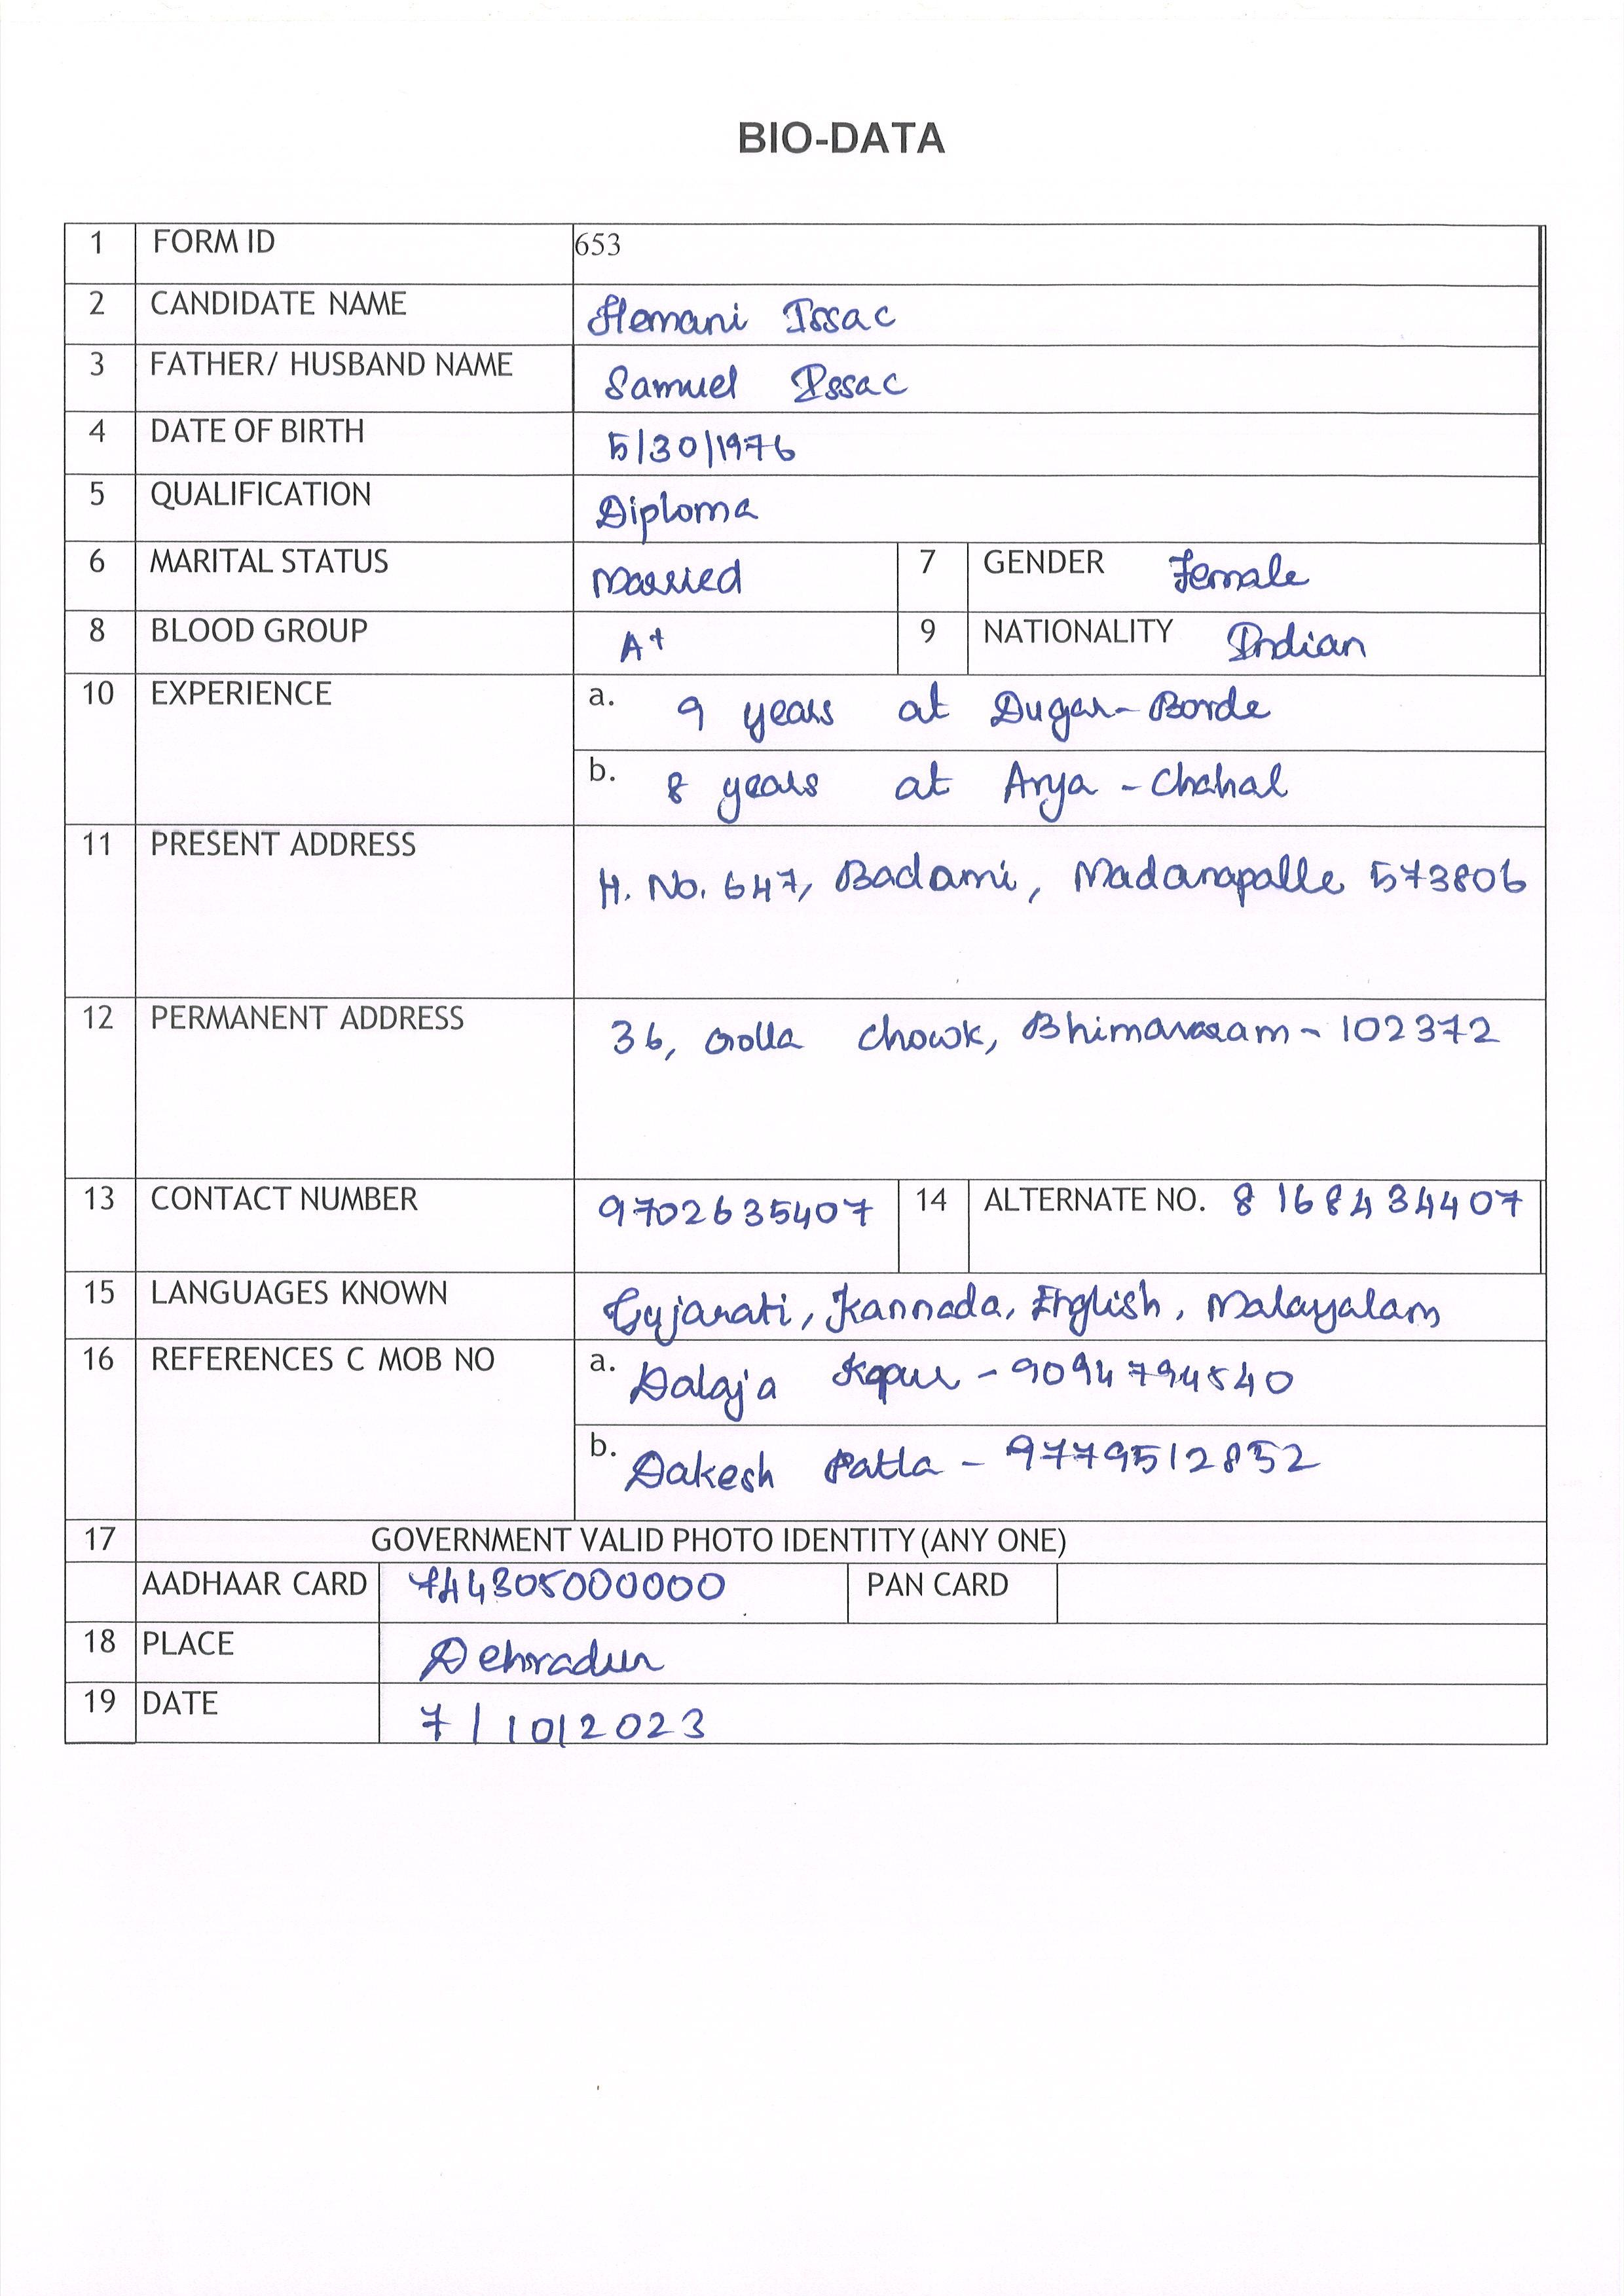 BIO-DATA
1 FORM ID 653
2 CANDIDATE NAME Hemani Issac
3 FATHER/ HUSBAND NAME Samuel Issac
4 DATE OF BIRTH 5/30/1976
5 QUALIFICATION Diploma
6 MARITAL STATUS Married 7 GENDER Female
8 BLOOD GROUP A+ 9 NATIONALITY Indian
10 EXPERIENCE a. 9 years at Dugar-Borde
b. 8 years at Arya - Chahal
11 PRESENT ADDRESS H. No. 647, Badami, Madanapalle 573806
12 PERMANENT ADDRESS 36, Golla Chowk, Bhimavaram - 102372
13 CONTACT NUMBER 9702635407 14 ALTERNATE NO. 8168434407
15 LANGUAGES KNOWN Gujarati, Kannada, English, Malayalam
16 REFERENCES C MOB NO a. Dalaja Kapur - 9094794540
b. Dakesh Patla - 9779512852
17 GOVERNMENT VALID PHOTO IDENTITY (ANY ONE)
AADHAAR CARD 744305000000 PAN CARD
18 PLACE Dehradun
19 DATE 7/10/2023